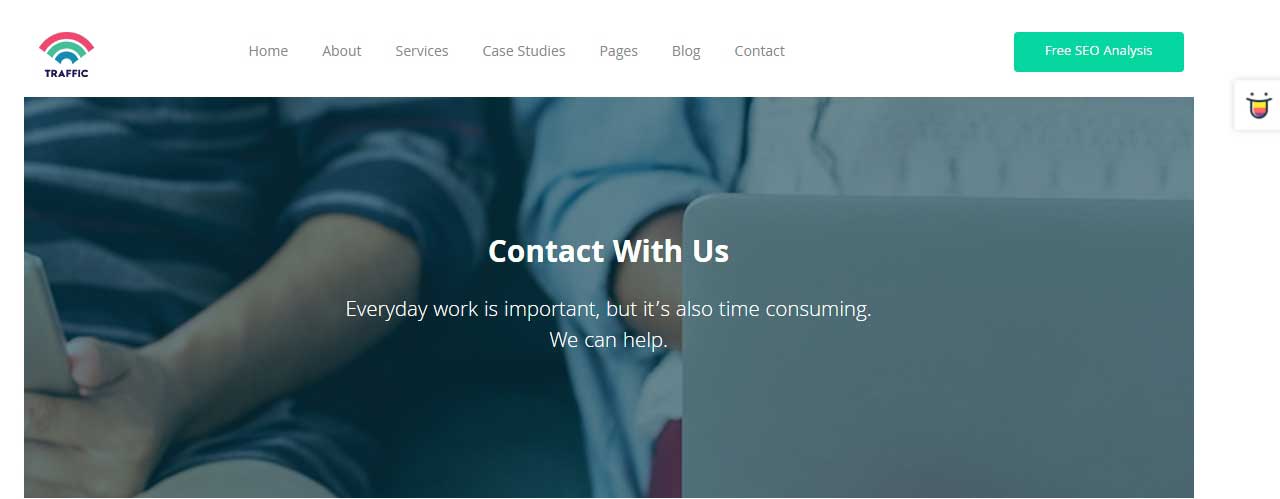 TRAFFIC
Home About Services Case Studies Pages Blog Contact
Free SEO Analysis
Contact With Us
Everyday work is important, but it's also time consuming.
We can help.